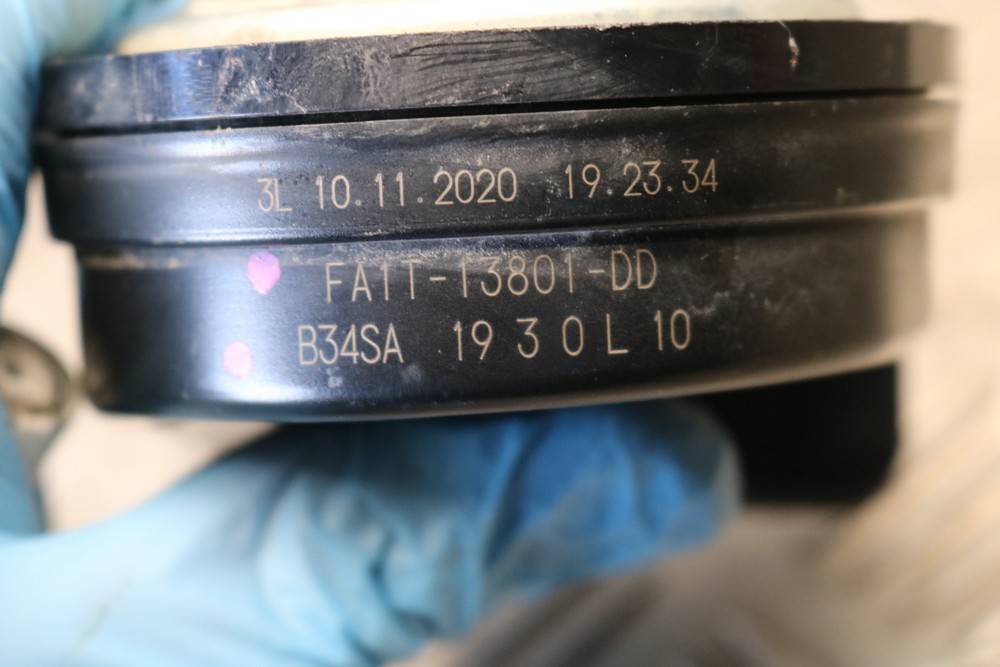 3L 10.11.2020 19.23.34
FA1T-13801-DD
B34SA 19 3 0 L 10